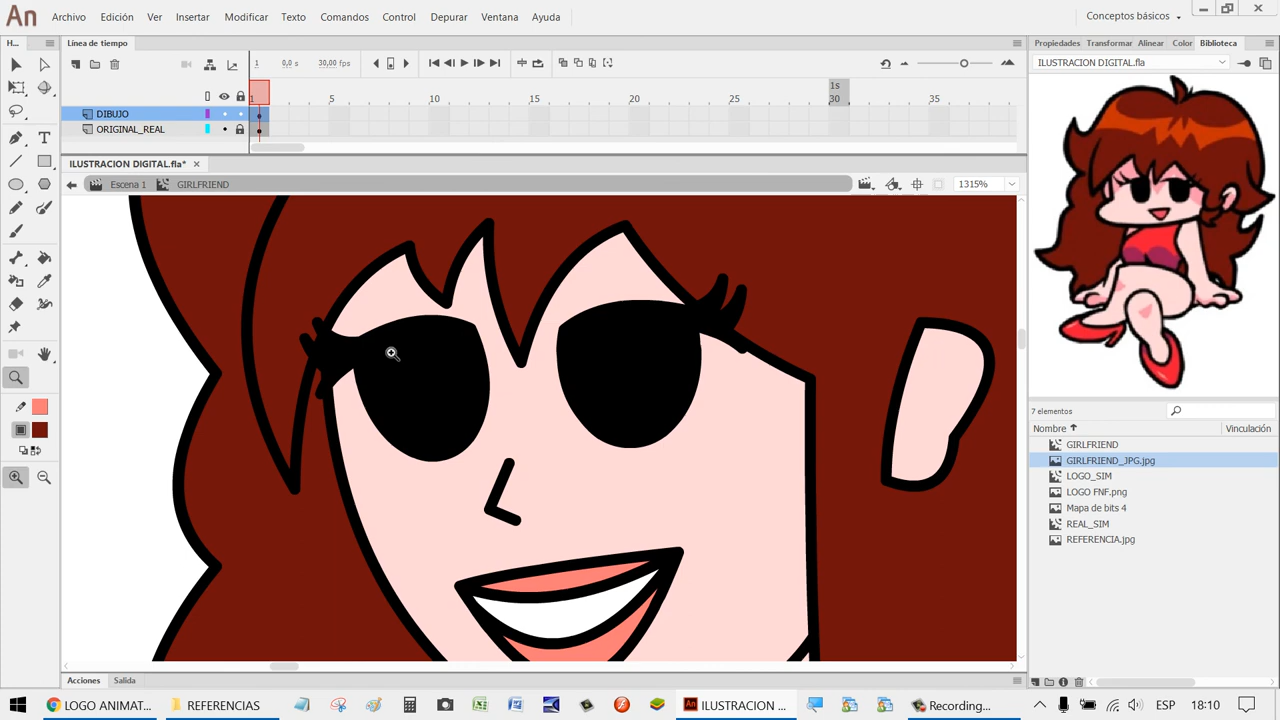 An Archivo Edición Ver Insertar Modificar Texto Comandos Control Depurar Ventana Ayuda Conceptos básicos
H... Línea de tiempo Propiedades Transformar Alinear Color Biblioteca
1 0,0 s 30,00 fps ILUSTRACION DIGITAL.fla
1s
1 5 10 15 20 25 30 35
DIBUJO
ORIGINAL_REAL
ILUSTRACION DIGITAL.fla*
Escena 1 GIRLFRIEND 1315%
7 elementos
Nombre Vinculación
GIRLFRIEND
GIRLFRIEND_JPG.jpg
LOGO_SIM
LOGO FNF.png
Mapa de bits 4
REAL_SIM
REFERENCIA.jpg
Acciones Salida
LOGO ANIMAT... REFERENCIAS ILUSTRACION ... Recording... ESP 18:10